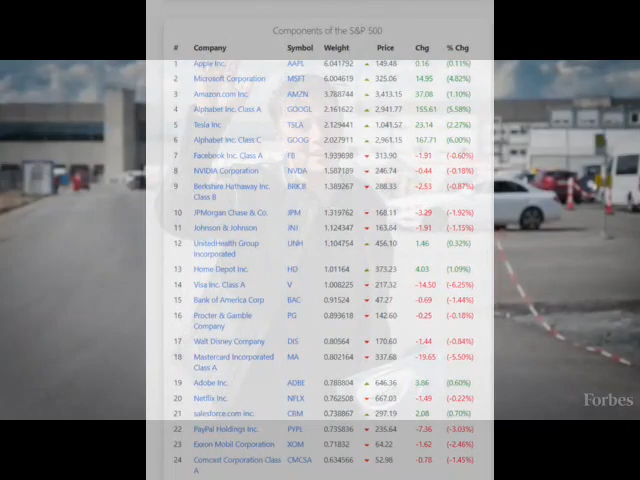 Components of the S&P 500
# Company Symbol Weight Price Chg % Chg
1 Apple Inc. AAPL 6.041792 149.48 0.16 (0.11%)
2 Microsoft Corporation MSFT 6.004619 325.06 14.95 (4.82%)
3 Amazon.com Inc. AMZN 3.788744 3,413.15 37.08 (1.10%)
4 Alphabet Inc. Class A GOOGL 2.161622 2,941.77 155.61 (5.58%)
5 Tesla Inc TSLA 2.129441 1,041.57 23.14 (2.27%)
6 Alphabet Inc. Class C GOOG 2.027911 2,961.15 167.71 (6.00%)
7 Facebook Inc. Class A FB 1.939898 313.90 -1.91 (-0.60%)
8 NVIDIA Corporation NVDA 1.587189 246.74 -0.44 (-0.18%)
9 Berkshire Hathaway Inc. BRK.B 1.389267 288.33 -2.53 (-0.87%)
Class B
10 JPMorgan Chase & Co. JPM 1.319762 168.11 -3.29 (-1.92%)
11 Johnson & Johnson JNJ 1.124347 163.84 -1.91 (-1.15%)
12 UnitedHealth Group UNH 1.104754 456.10 1.46 (0.32%)
Incorporated
13 Home Depot Inc. HD 1.01164 373.23 4.03 (1.09%)
14 Visa Inc. Class A V 1.008225 217.32 -14.50 (-6.25%)
15 Bank of America Corp BAC 0.91524 47.27 -0.69 (-1.44%)
16 Procter & Gamble PG 0.893618 142.60 -0.25 (-0.18%)
Company
17 Walt Disney Company DIS 0.80564 170.60 -1.44 (-0.84%)
18 Mastercard Incorporated MA 0.802164 337.68 -19.65 (-5.50%)
Class A
19 Adobe Inc. ADBE 0.788804 646.36 3.86 (0.60%)
20 Netflix Inc. NFLX 0.762508 667.03 -1.49 (-0.22%)
21 salesforce.com inc. CRM 0.738867 297.19 2.08 (0.70%)
22 PayPal Holdings Inc. PYPL 0.735836 235.64 -7.36 (-3.03%)
23 Exxon Mobil Corporation XOM 0.71832 64.22 -1.62 (-2.46%)
24 Comcast Corporation Class CMCSA 0.634566 52.98 -0.78 (-1.45%)
A
Forbes